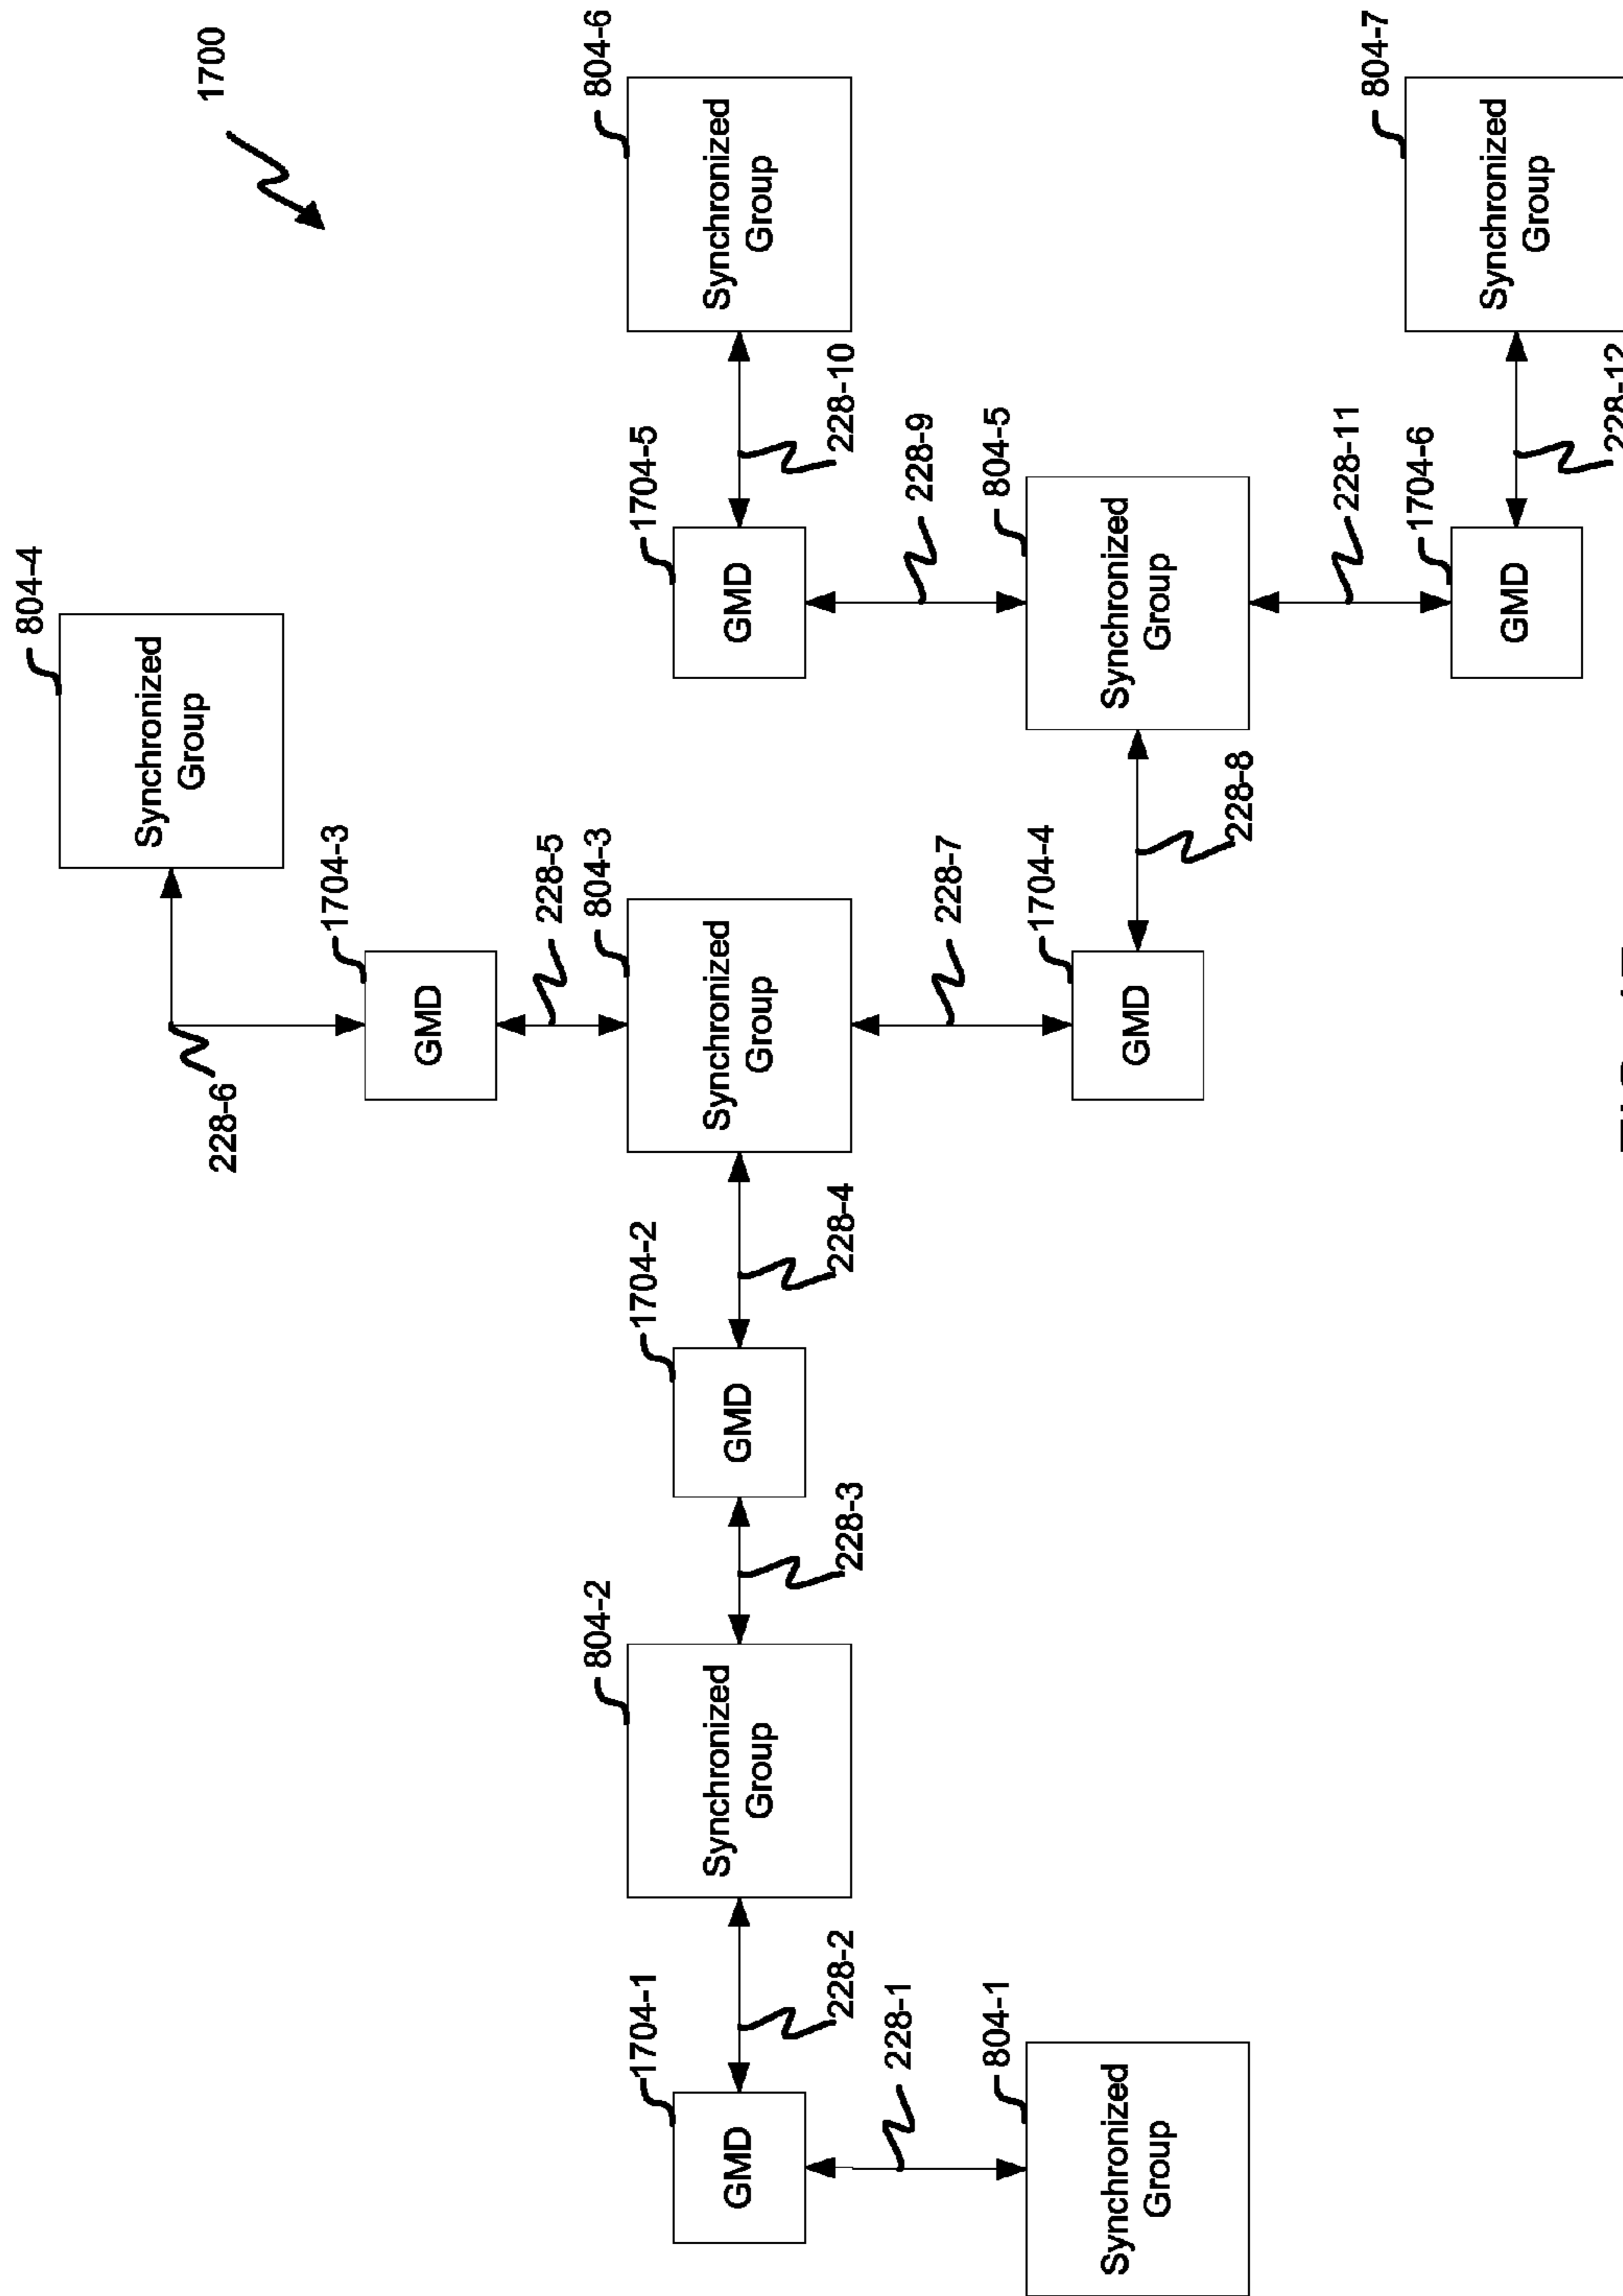 804-4
Synchronized
Group
1700
228-6
1704-3
GMD
228-5
804-2
804-3
804-6
1704-1
1704-2
1704-5
GMD
Synchronized
Group
GMD
Synchronized
Group
GMD
Synchronized
Group
228-2
228-3
228-4
228-10
228-1
228-7
228-9
804-1
1704-4
804-5
Synchronized
Group
GMD
Synchronized
Group
228-8
228-11
804-7
1704-6
GMD
Synchronized
Group
228-12